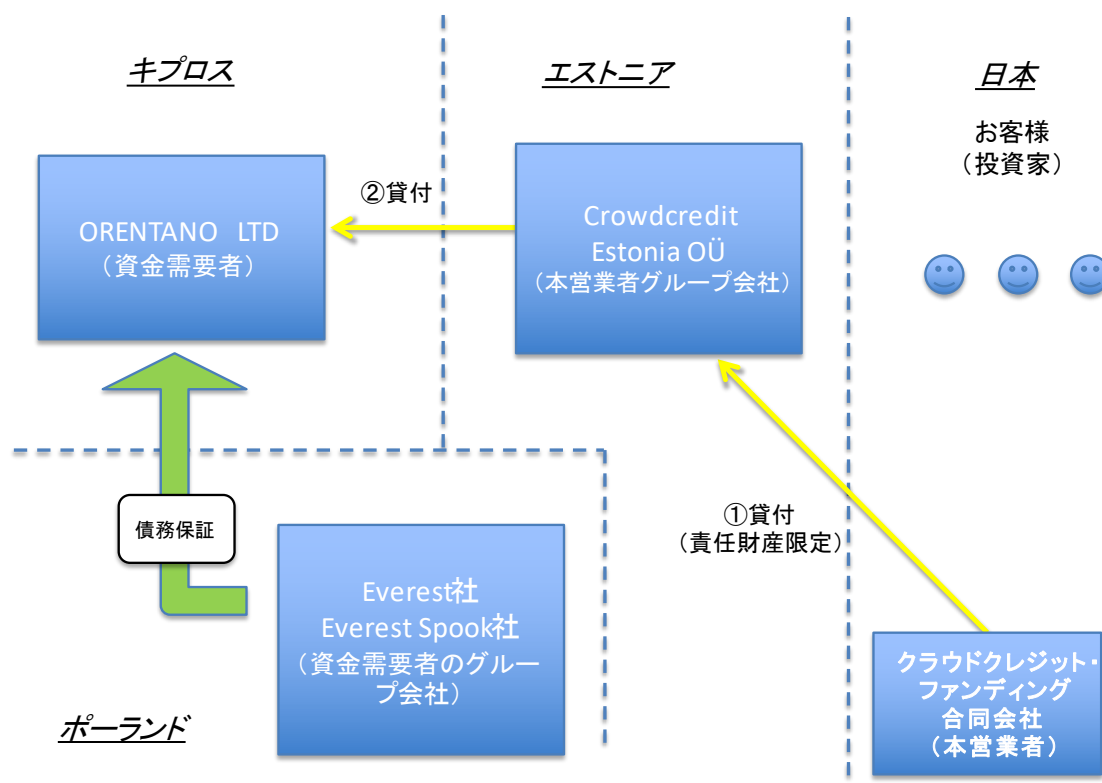 キプロス
エストニア
日本
お客様
（投資家）
ORENTANO LTD
（資金需要者）
②貸付
Crowdcredit
Estonia OÜ
（本営業者グループ会社）
債務保証
①貸付
（責任財産限定）
Everest社
Everest Spook社
（資金需要者のグルー
プ会社）
クラウドクレジット・
ファンディング
合同会社
（本営業者）
ポーランド